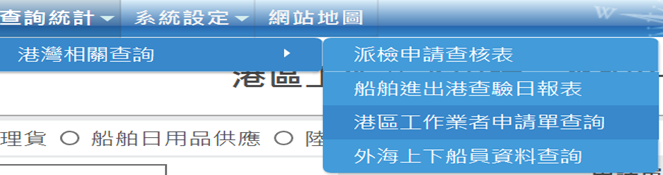 查詢統計 系統設定 網站地圖
港灣相關查詢
派檢申請查核表
港區工
船舶進出港查驗日報表
港區工作業者申請單查詢
理貨 船舶日用品供應 陸
外海上下船員資料查詢